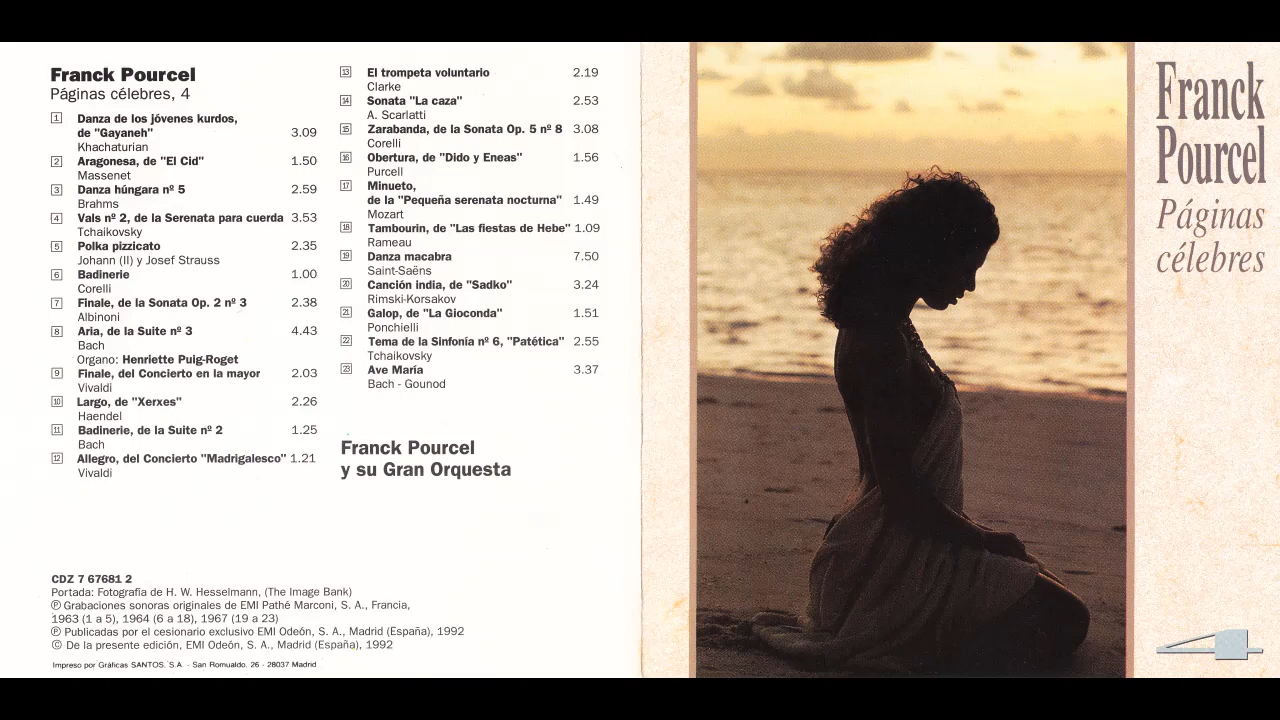 Franck Pourcel
Páginas célebres, 4
1 Danza de los jóvenes kurdos,
de "Gayaneh" 3.09
Khachaturian
2 Aragonesa, de "El Cid" 1.50
Massenet
3 Danza húngara nº 5 2.59
Brahms
4 Vals nº 2, de la Serenata para cuerda 3.53
Tchaikovsky
5 Polka pizzicato 2.35
Johann (II) y Josef Strauss
6 Badinerie 1.00
Corelli
7 Finale, de la Sonata Op. 2 nº 3 2.38
Albinoni
8 Aria, de la Suite nº 3 4.43
Bach
Organo: Henriette Puig-Roget
9 Finale, del Concierto en la mayor 2.03
Vivaldi
10 Largo, de "Xerxes" 2.26
Haendel
11 Badinerie, de la Suite nº 2 1.25
Bach
12 Allegro, del Concierto "Madrigalesco" 1.21
Vivaldi
13 El trompeta voluntario 2.19
Clarke
14 Sonata "La caza" 2.53
A. Scarlatti
15 Zarabanda, de la Sonata Op. 5 nº 8 3.08
Corelli
16 Obertura, de "Dido y Eneas" 1.56
Purcell
17 Minueto,
de la "Pequeña serenata nocturna" 1.49
Mozart
18 Tambourin, de "Las fiestas de Hebe" 1.09
Rameau
19 Danza macabra 7.50
Saint-Saëns
20 Canción india, de "Sadko" 3.24
Rimski-Korsakov
21 Galop, de "La Gioconda" 1.51
Ponchielli
22 Tema de la Sinfonía nº 6, "Patética" 2.55
Tchaikovsky
23 Ave María 3.37
Bach - Gounod
Franck Pourcel
y su Gran Orquesta
CDZ 7 67681 2
Portada: Fotografía de H. W. Hesselmann, (The Image Bank)
℗ Grabaciones sonoras originales de EMI Pathé Marconi, S. A., Francia,
1963 (1 a 5), 1964 (6 a 18), 1967 (19 a 23)
℗ Publicadas por el cesionario exclusivo EMI Odeón, S. A., Madrid (España), 1992
© De la presente edición, EMI Odeón, S. A., Madrid (España), 1992
Impreso por Gráficas SANTOS, S.A. - San Romualdo, 26 - 28037 Madrid
Franck
Pourcel
Páginas
célebres